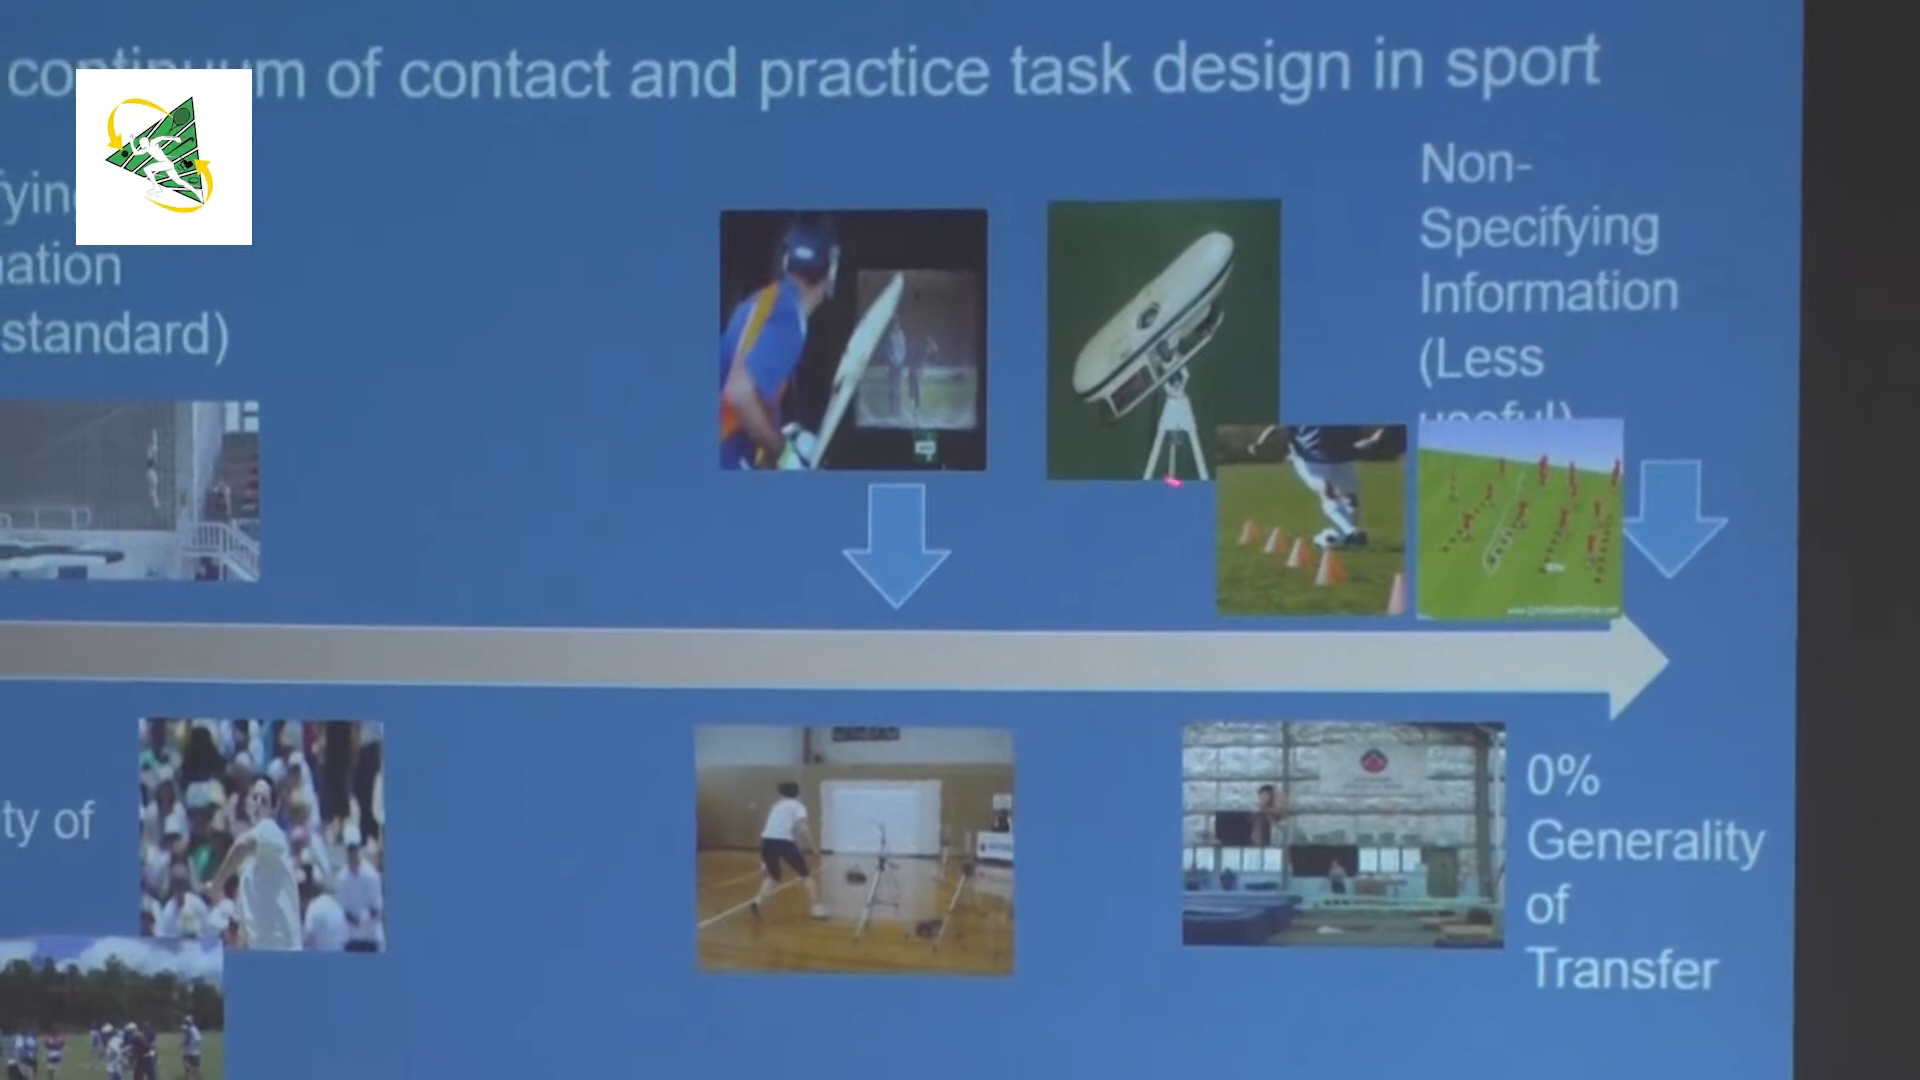 continuum of contact and practice task design in sport
fying
ation
standard)
Non-
Specifying
Information
(Less
useful)
ty of
0%
Generality
of
Transfer